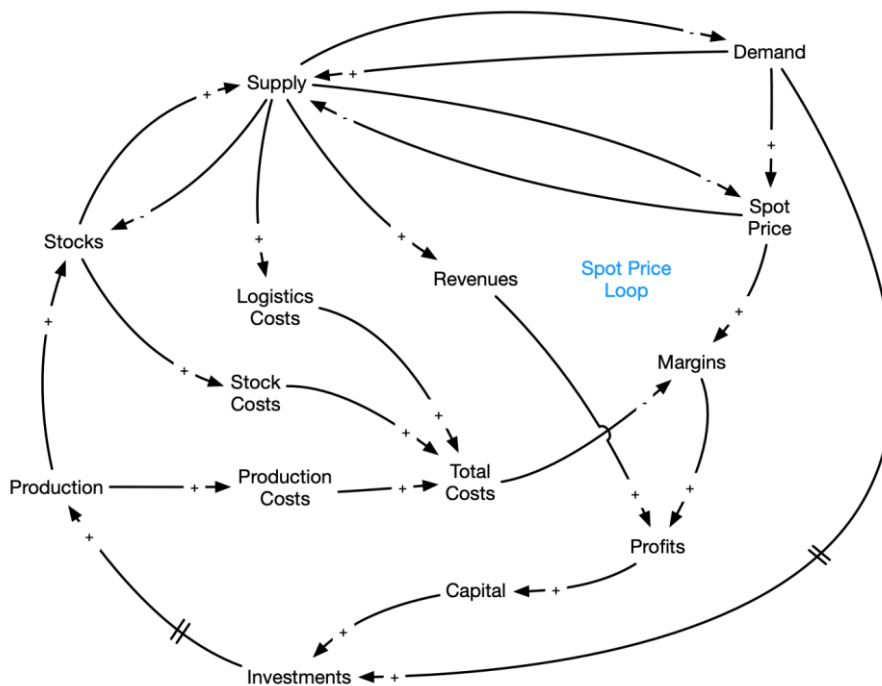 Demand
Supply
Spot
Price
Stocks
Spot Price
Loop
Revenues
Logistics
Costs
Margins
Stock
Costs
Production
Production
Costs
Total
Costs
Profits
Capital
Investments
-
+
+
-
-
+
-
+
+
+
+
+
+
+
-
+
+
+
+
+
+
+
+